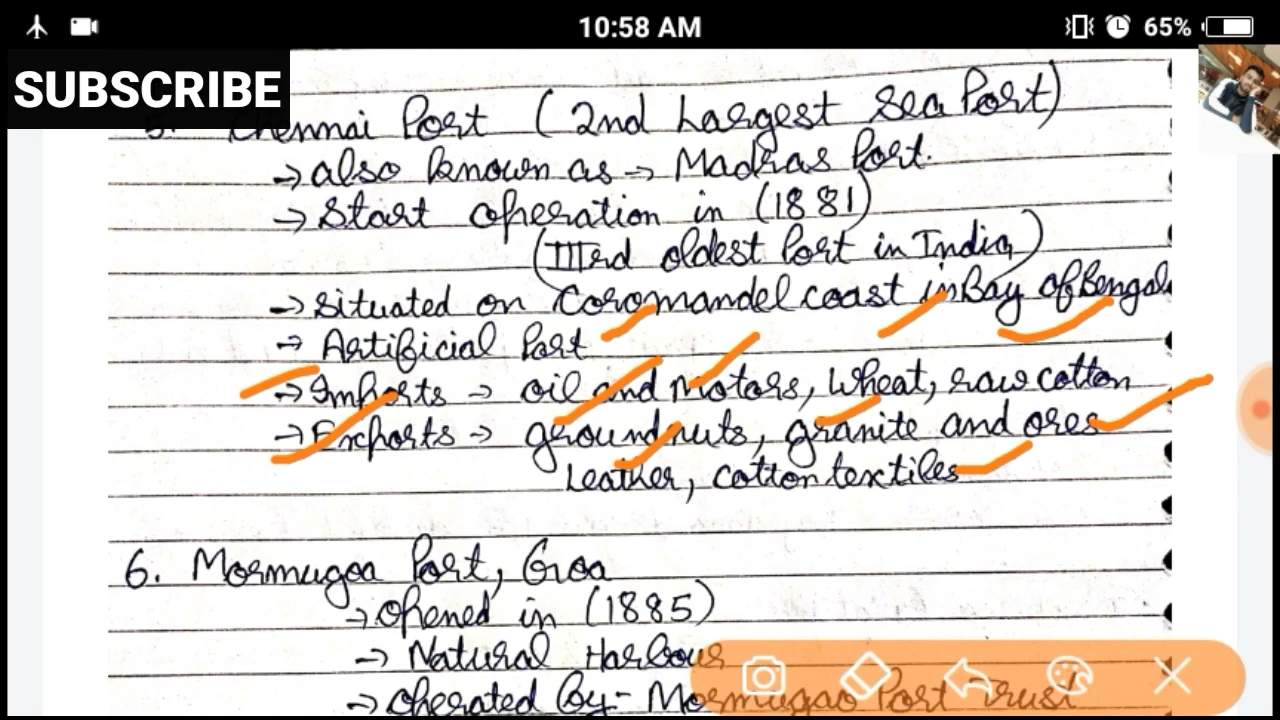 10:58 AM 65%
SUBSCRIBE
5. Chennai Port ( 2nd Largest Sea Port)
→ also known as → Madras Port.
→ Start operation in (1881)
(IIIrd oldest Port in India)
→ Situated on Coromandel coast in Bay of Bengal
→ Artificial Port
→ Imports → oil and Motors, Wheat, raw cotton
→ Exports → groundnuts, granite and ores
Leather, cotton textiles
6. Mormugoa Port, Goa
→ opened in (1885)
→ Natural Harbour
→ operated by- Mormugao Port Trust